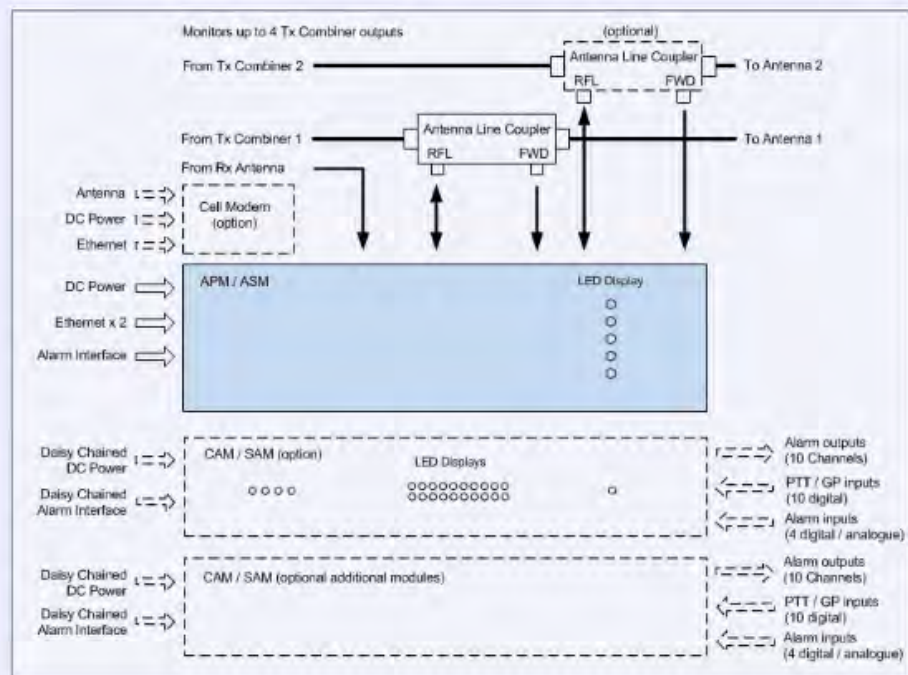 Monitors up to 4 Tx Combiner outputs
(optional)
From Tx Combiner 2
Antenna Line Coupler
To Antenna 2
RFL
FWD
From Tx Combiner 1
Antenna Line Coupler
To Antenna 1
RFL
FWD
From Rx Antenna
Antenna
DC Power
Ethernet
Cell Modem
(option)
DC Power
Ethernet x 2
Alarm Interface
APM / ASM
LED Display
Daisy Chained
DC Power
Daisy Chained
Alarm Interface
CAM / SAM (option)
LED Displays
Alarm outputs
(10 Channels)
PTT / GP inputs
(10 digital)
Alarm inputs
(4 digital / analogue)
Daisy Chained
DC Power
Daisy Chained
Alarm Interface
CAM / SAM (optional additional modules)
Alarm outputs
(10 Channels)
PTT / GP inputs
(10 digital)
Alarm inputs
(4 digital / analogue)